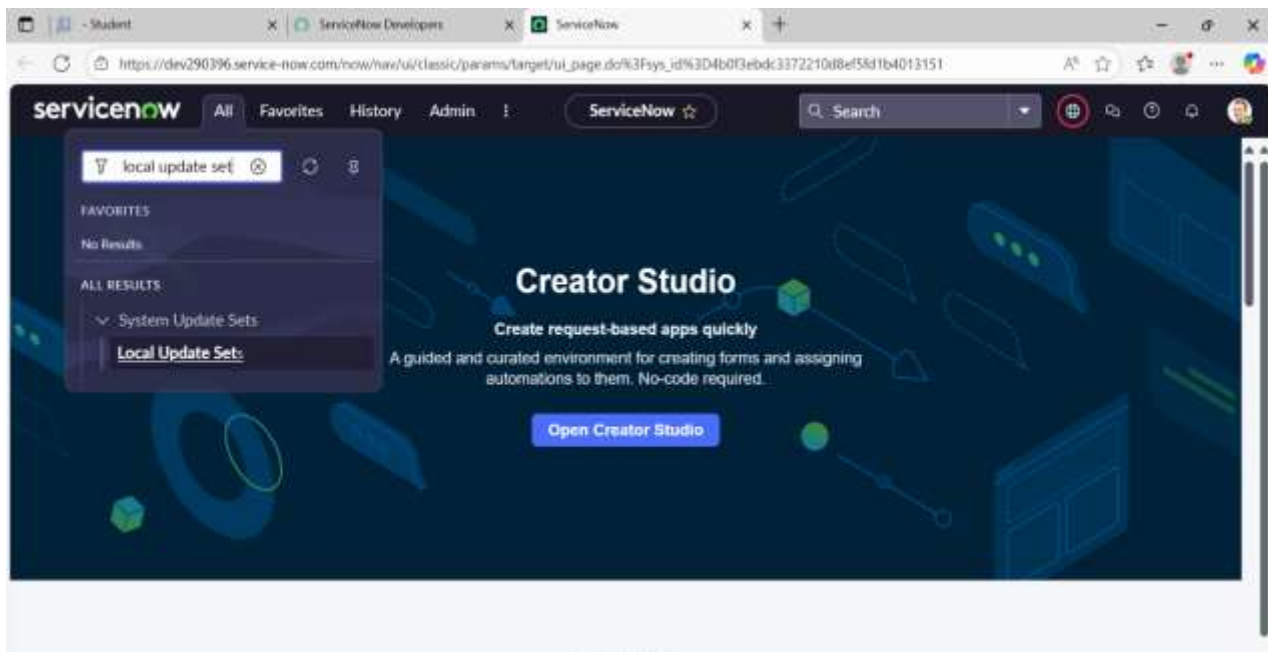 - Student
ServiceNow Developers
ServiceNow
https://dev290396.service-now.com/now/nav/ui/classic/params/target/ui_page.do%3Fsys_id%3D4b0f3ebdc3372210d8ef58d1b4013151
servicenow All Favorites History Admin ServiceNow Search
local update set
FAVORITES
No Results
ALL RESULTS
System Update Sets
Local Update Sets
Creator Studio
Create request-based apps quickly
A guided and curated environment for creating forms and assigning
automations to them. No-code required.
Open Creator Studio